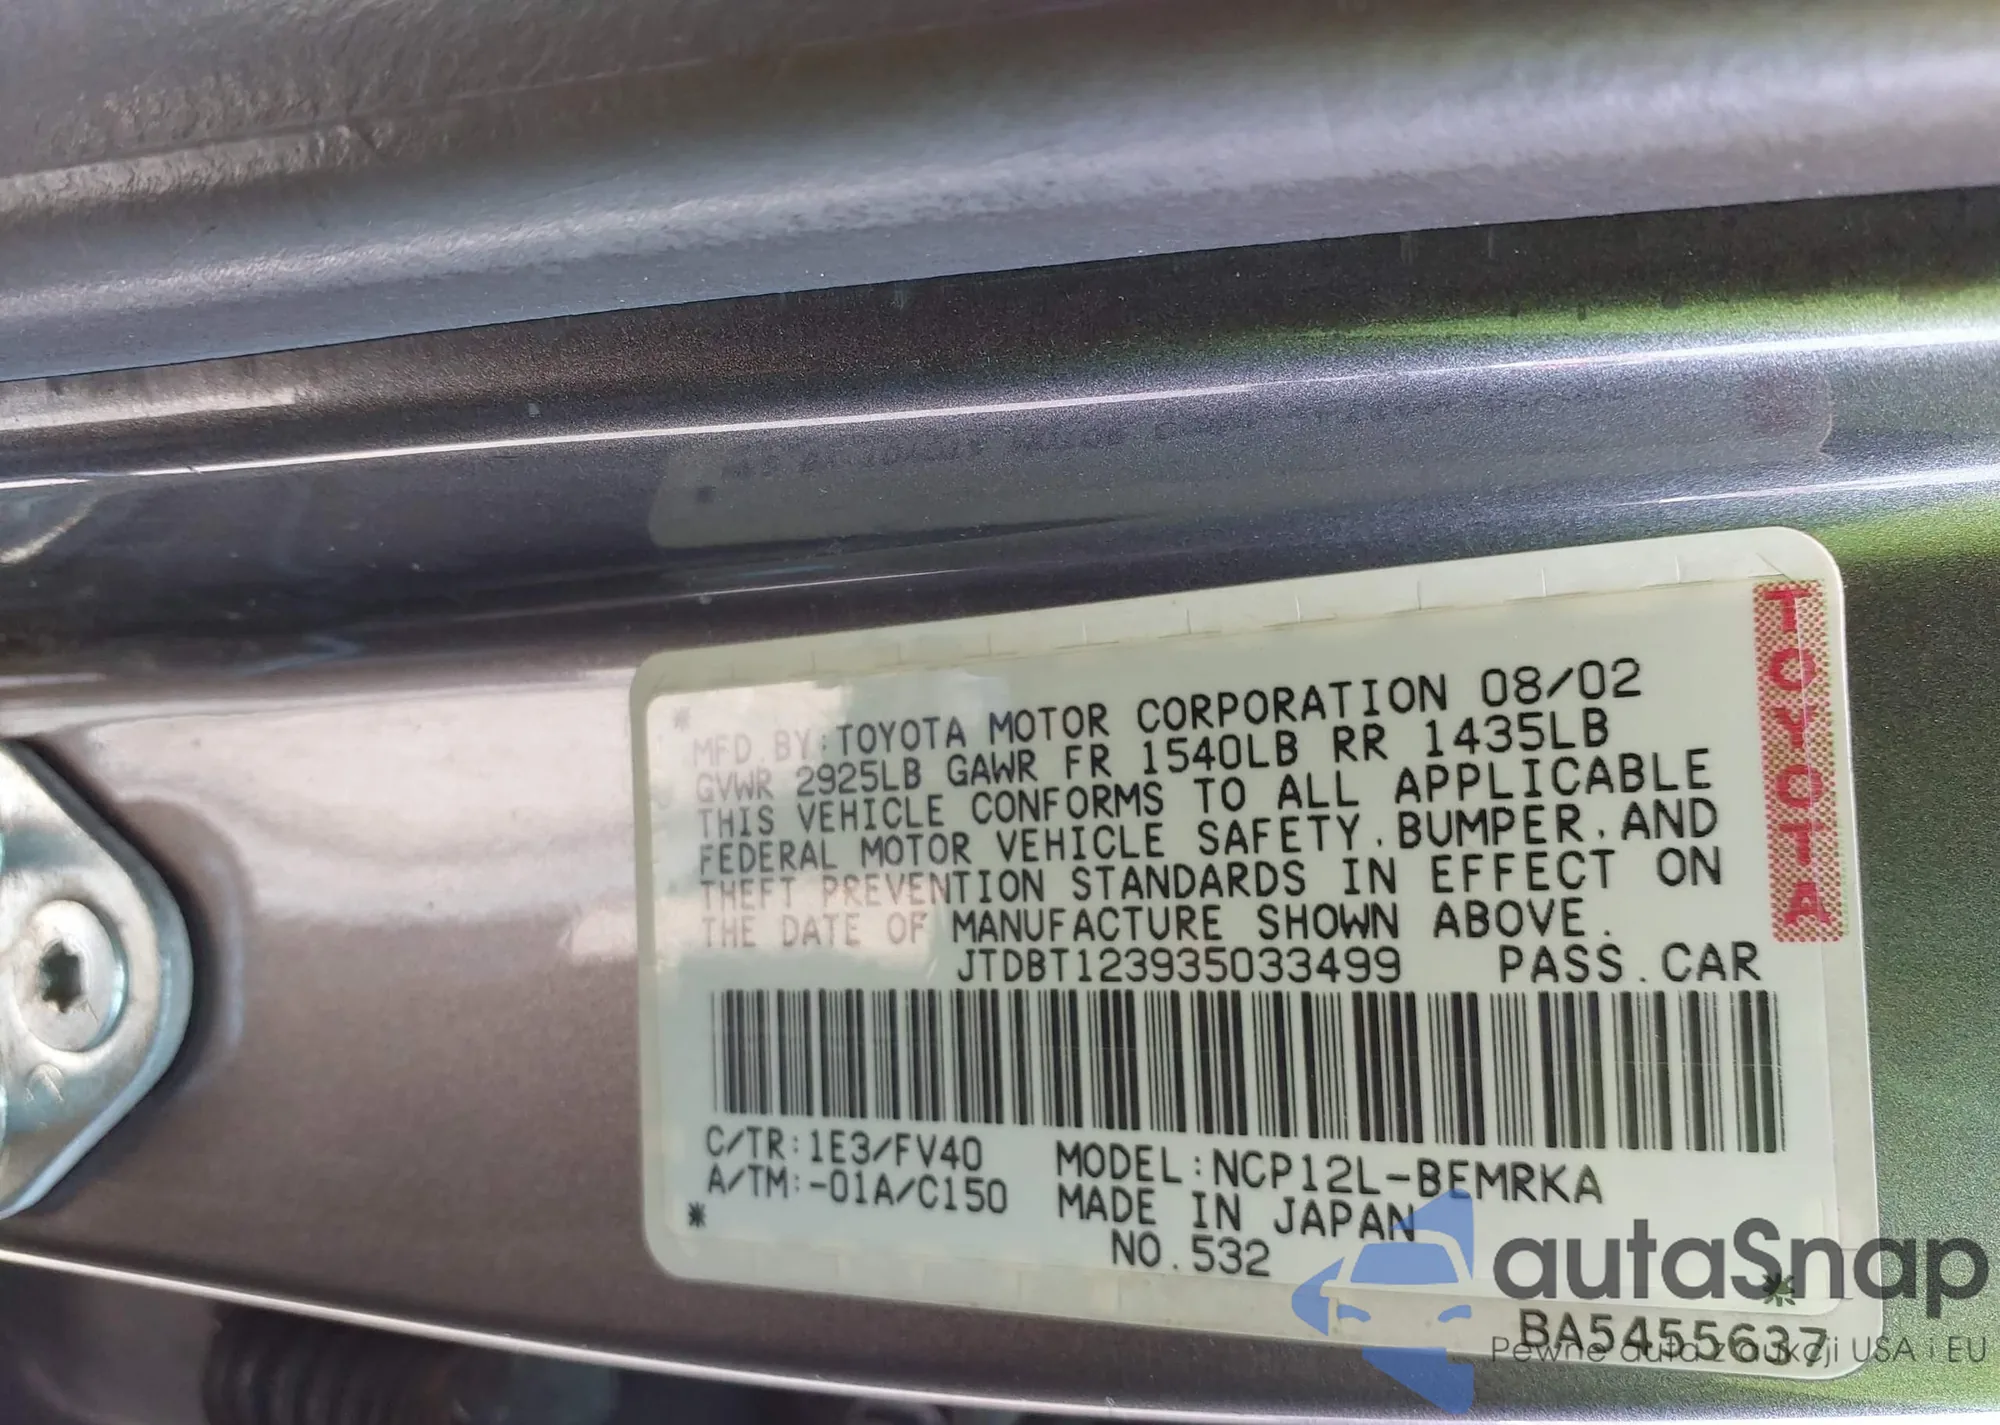 MFD. BY:TOYOTA MOTOR CORPORATION 08/02
GVWR 2925LB GAWR FR 1540LB RR 1435LB
THIS VEHICLE CONFORMS TO ALL APPLICABLE
FEDERAL MOTOR VEHICLE SAFETY.BUMPER.AND
THEFT PREVENTION STANDARDS IN EFFECT ON
THE DATE OF MANUFACTURE SHOWN ABOVE.
JTDBT123935033499 PASS.CAR
C/TR:1E3/FV40
A/TM:-01A/C150
MODEL:NCP12L-BEMRKA
MADE IN JAPAN
NO.532
BA5455637
TOYOTA
autaSnap
Pewne auta z aukcji USA i EU